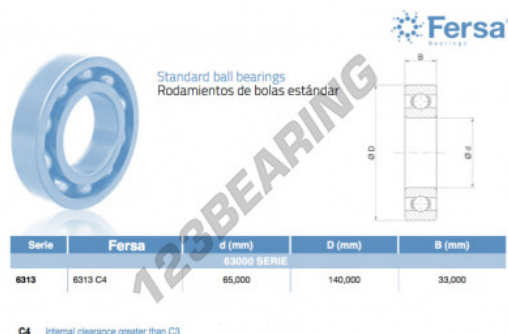 Fersa
Bearings
Standard ball bearings
Rodamientos de bolas estándar
B
Ø D
Ø d
123BEARING
Serie Fersa d (mm) D (mm) B (mm)
63000 SERIE
6313 6313 C4 65,000 140,000 33,000
C4 Internal clearance greater than C3